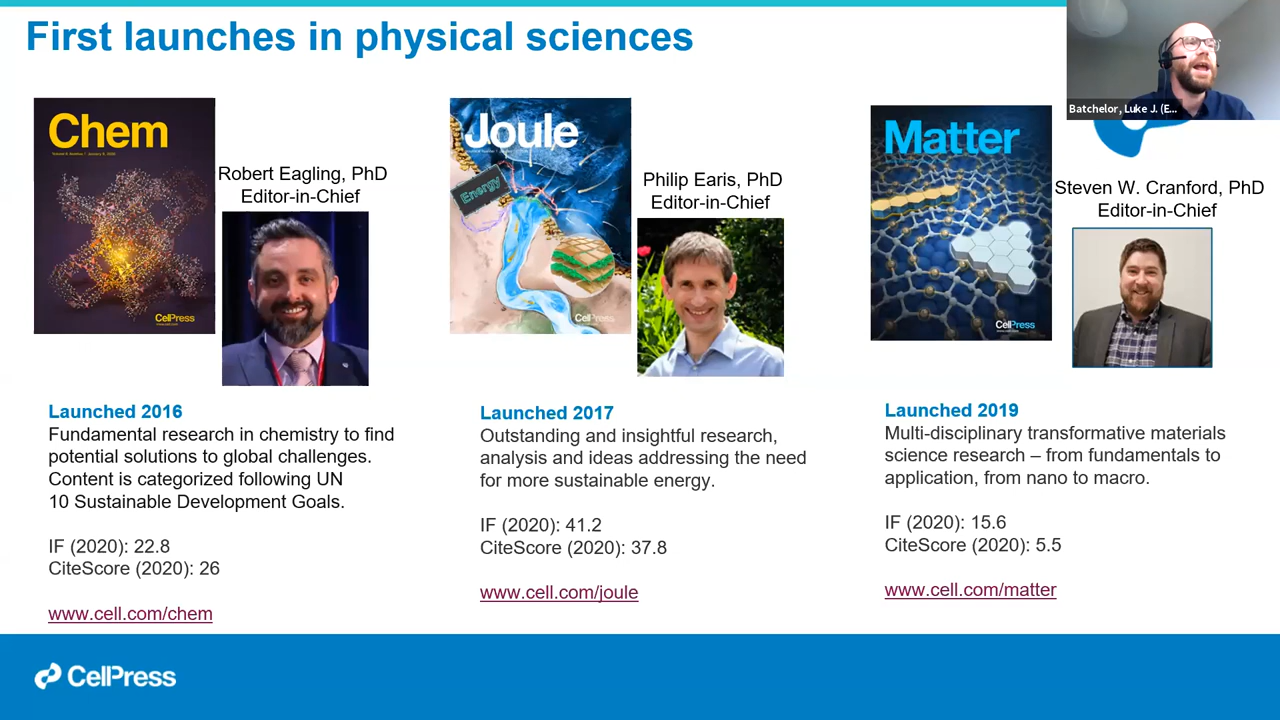 First launches in physical sciences
Batchelor, Luke J. (E...
Chem
Robert Eagling, PhD
Editor-in-Chief
CellPress
Launched 2016
Fundamental research in chemistry to find
potential solutions to global challenges.
Content is categorized following UN
10 Sustainable Development Goals.
IF (2020): 22.8
CiteScore (2020): 26
www.cell.com/chem
Joule
Energy
Philip Earis, PhD
Editor-in-Chief
CellPress
Launched 2017
Outstanding and insightful research,
analysis and ideas addressing the need
for more sustainable energy.
IF (2020): 41.2
CiteScore (2020): 37.8
www.cell.com/joule
Matter
Steven W. Cranford, PhD
Editor-in-Chief
CellPress
Launched 2019
Multi-disciplinary transformative materials
science research – from fundamentals to
application, from nano to macro.
IF (2020): 15.6
CiteScore (2020): 5.5
www.cell.com/matter
CellPress